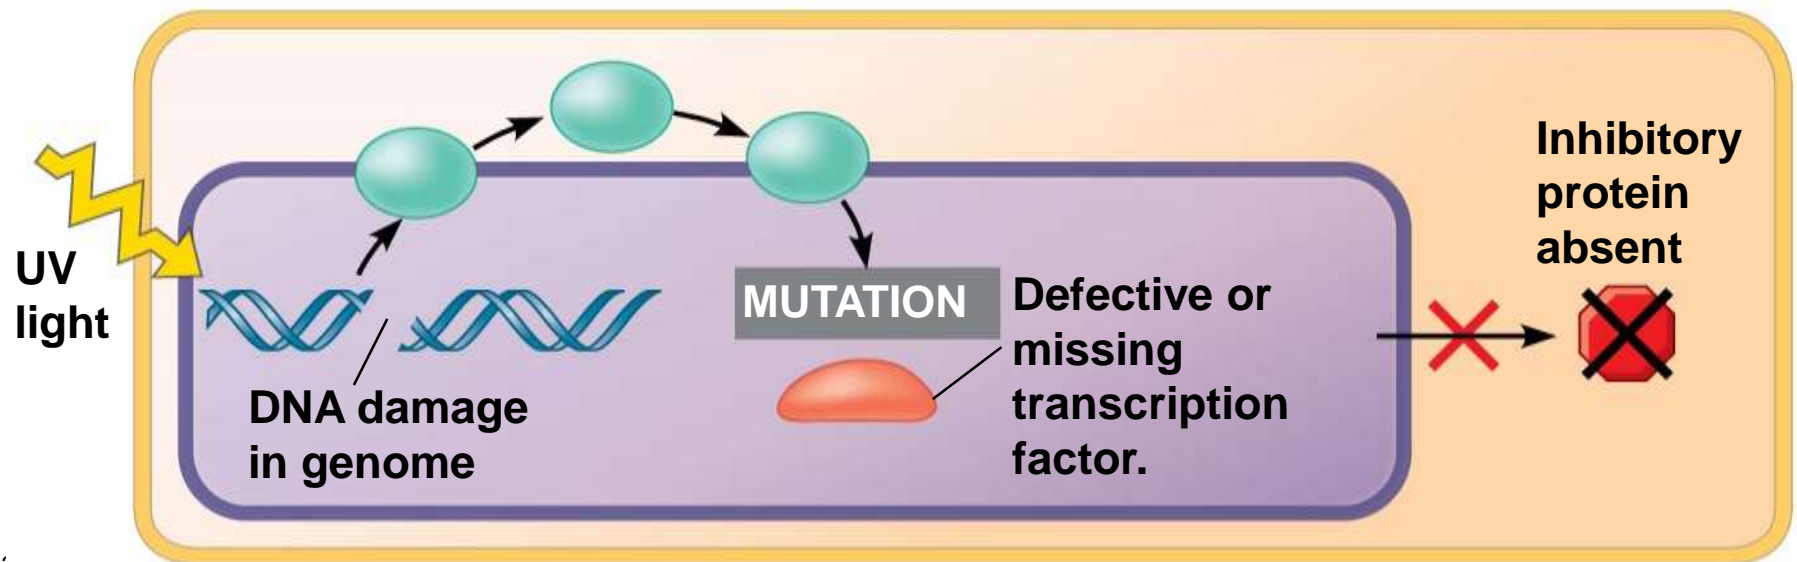 UV
light
DNA damage
in genome
MUTATION
Defective or
missing
transcription
factor.
Inhibitory
protein
absent